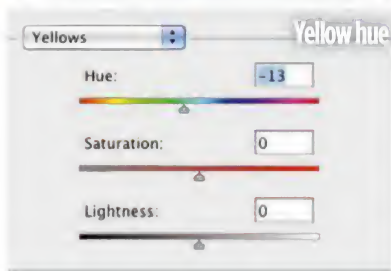 Yellows
Yellow hue
Hue:
-13
Saturation:
0
Lightness:
0